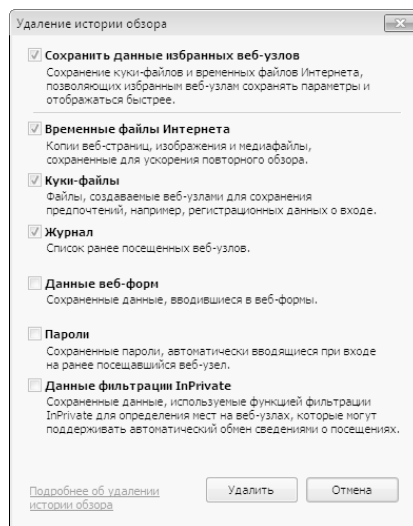 Удаление истории обзора
Сохранить данные избранных веб-узлов
Сохранение куки-файлов и временных файлов Интернета,
позволяющих избранным веб-узлам сохранять параметры и
отображаться быстрее.
Временные файлы Интернета
Копии веб-страниц, изображения и медиафайлы,
сохраненные для ускорения повторного обзора.
Куки-файлы
Файлы, создаваемые веб-узлами для сохранения
предпочтений, например, регистрационных данных о входе.
Журнал
Список ранее посещенных веб-узлов.
Данные веб-форм
Сохраненные данные, вводившиеся в веб-формы.
Пароли
Сохраненные пароли, автоматически вводящиеся при входе
на ранее посещавшийся веб-узел.
Данные фильтрации InPrivate
Сохраненные данные, используемые функцией фильтрации
InPrivate для определения мест на веб-узлах, которые могут
поддерживать автоматический обмен сведениями о посещениях.
Подробнее об удалении
истории обзора
Удалить
Отмена